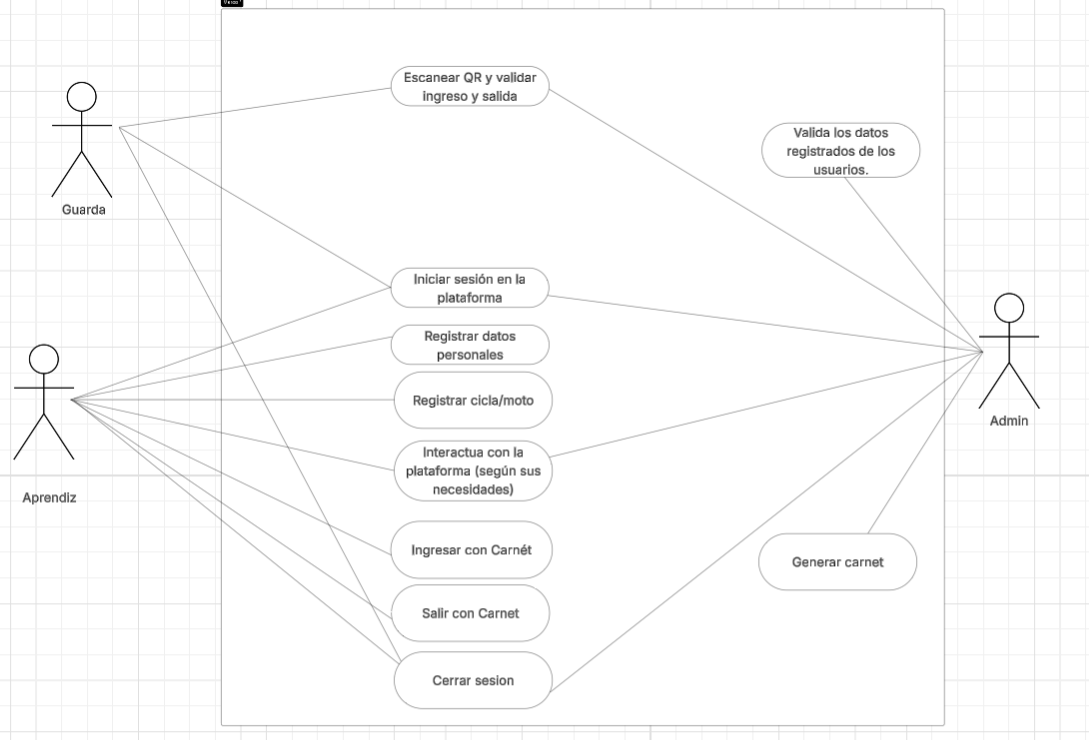 Escanear QR y validar
ingreso y salida
Valida los datos
registrados de los
usuarios.
Guarda
Iniciar sesión en la
plataforma
Registrar datos
personales
Registrar cicla/moto
Admin
Interactua con la
plataforma (según sus
necesidades)
Aprendiz
Ingresar con Carnét
Generar carnet
Salir con Carnet
Cerrar sesion